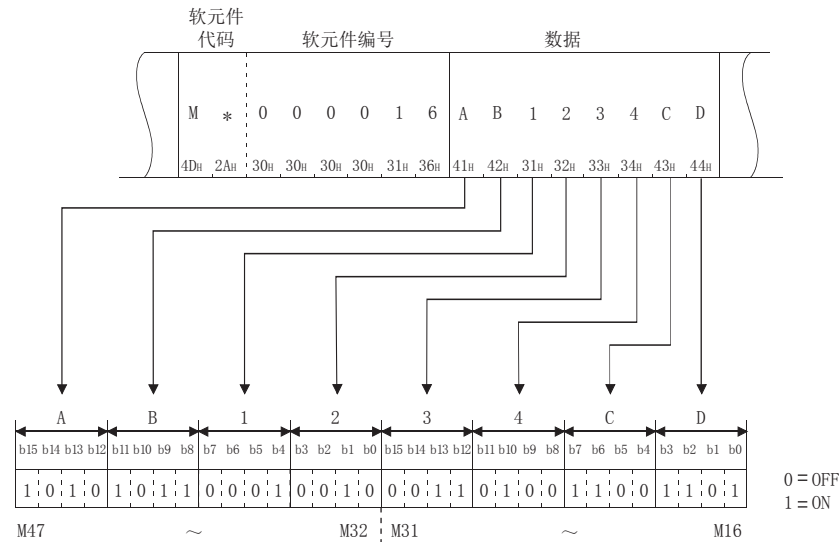 软元件
代码 软元件编号 数据
M * 0 0 0 0 1 6 A B 1 2 3 4 C D
4DH 2AH 30H 30H 30H 30H 31H 36H 41H 42H 31H 32H 33H 34H 43H 44H
A B 1 2 3 4 C D
b15 b14 b13 b12 b11 b10 b9 b8 b7 b6 b5 b4 b3 b2 b1 b0 b15 b14 b13 b12 b11 b10 b9 b8 b7 b6 b5 b4 b3 b2 b1 b0
1 0 1 0 1 0 1 1 0 0 0 1 0 0 1 0 0 0 1 1 0 1 0 0 1 1 0 0 1 1 0 1
0=OFF
1=ON
M47 ～ M32 M31 ～ M16